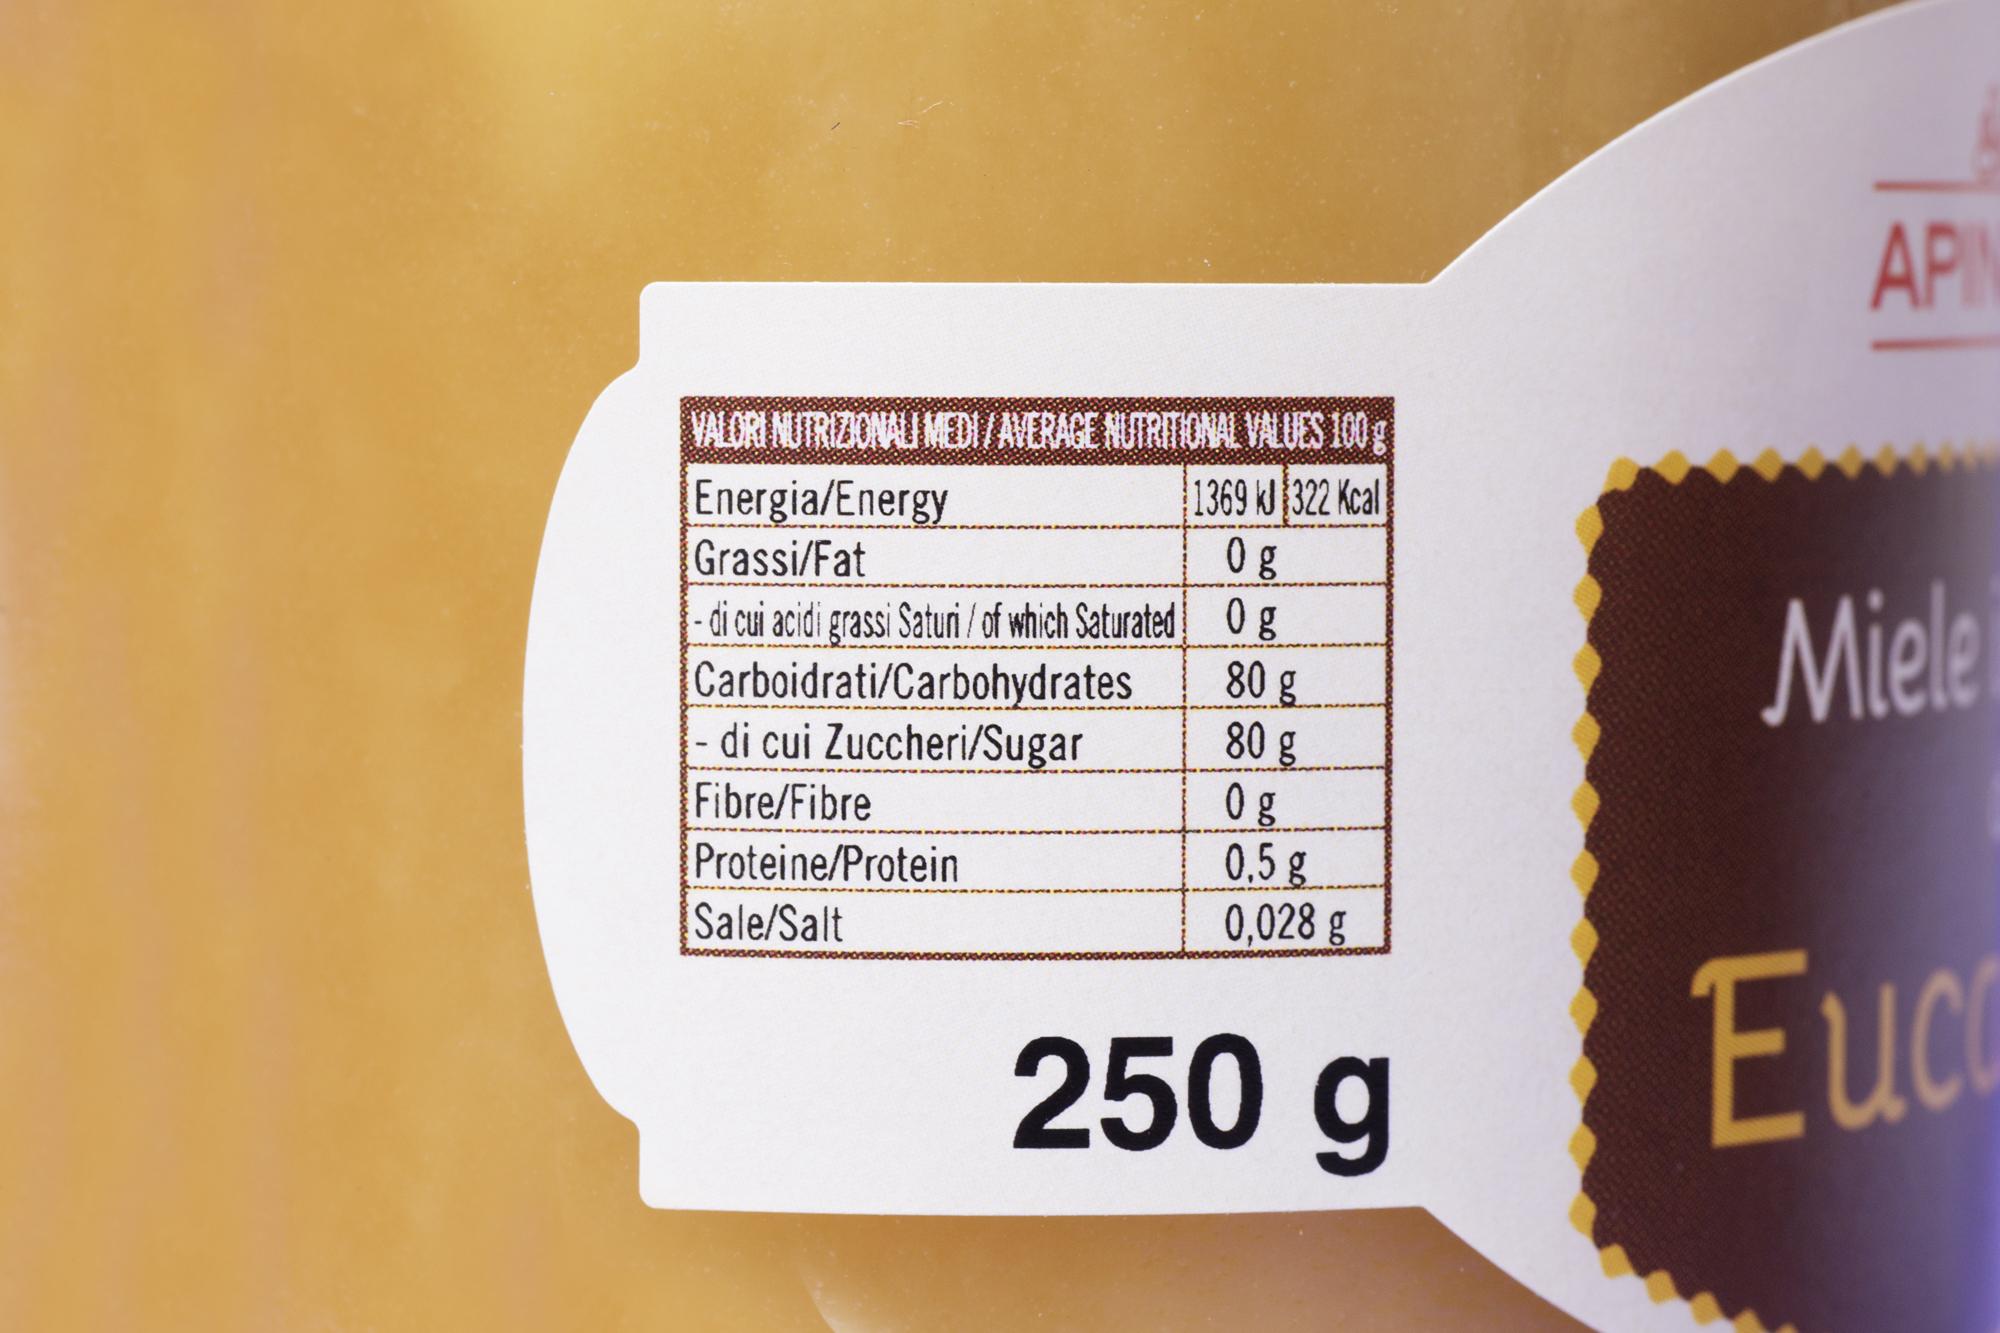 VALORI NUTRIZIONALI MEDI / AVERAGE NUTRITIONAL VALUES 100 g
Energia/Energy 1369 kJ 322 Kcal
Grassi/Fat 0 g
- di cui acidi grassi Saturi / of which Saturated 0 g
Carboidrati/Carbohydrates 80 g
- di cui Zuccheri/Sugar 80 g
Fibre/Fibre 0 g
Proteine/Protein 0,5 g
Sale/Salt 0,028 g
250 g
APIN
Miele
Euca